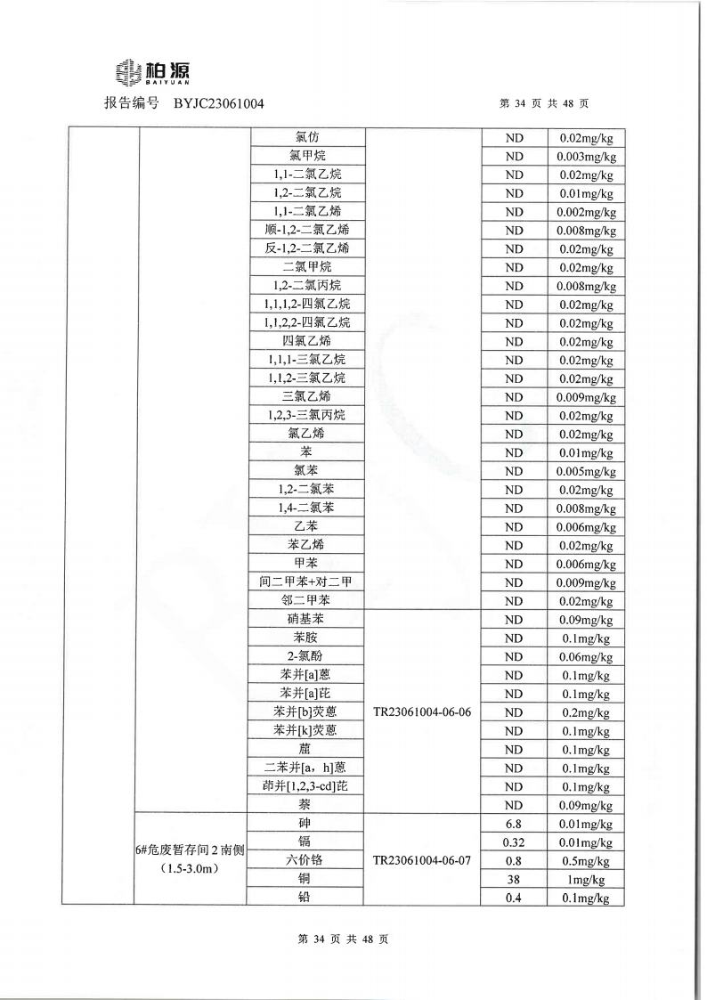 柏源
BAIYUAN
报告编号 BYJC23061004 第 34 页 共 48 页
氯仿 ND 0.02mg/kg
氯甲烷 ND 0.003mg/kg
1,1-二氯乙烷 ND 0.02mg/kg
1,2-二氯乙烷 ND 0.01mg/kg
1,1-二氯乙烯 ND 0.002mg/kg
顺-1,2-二氯乙烯 ND 0.008mg/kg
反-1,2-二氯乙烯 ND 0.02mg/kg
二氯甲烷 ND 0.02mg/kg
1,2-二氯丙烷 ND 0.008mg/kg
1,1,1,2-四氯乙烷 ND 0.02mg/kg
1,1,2,2-四氯乙烷 ND 0.02mg/kg
四氯乙烯 ND 0.02mg/kg
1,1,1-三氯乙烷 ND 0.02mg/kg
1,1,2-三氯乙烷 ND 0.02mg/kg
三氯乙烯 ND 0.009mg/kg
1,2,3-三氯丙烷 ND 0.02mg/kg
氯乙烯 ND 0.02mg/kg
苯 ND 0.01mg/kg
氯苯 ND 0.005mg/kg
1,2-二氯苯 ND 0.02mg/kg
1,4-二氯苯 ND 0.008mg/kg
乙苯 ND 0.006mg/kg
苯乙烯 ND 0.02mg/kg
甲苯 ND 0.006mg/kg
间二甲苯+对二甲 ND 0.009mg/kg
邻二甲苯 ND 0.02mg/kg
硝基苯 ND 0.09mg/kg
苯胺 ND 0.1mg/kg
2-氯酚 ND 0.06mg/kg
苯并[a]蒽 ND 0.1mg/kg
苯并[a]芘 ND 0.1mg/kg
苯并[b]荧蒽 TR23061004-06-06 ND 0.2mg/kg
苯并[k]荧蒽 ND 0.1mg/kg
䓛 ND 0.1mg/kg
二苯并[a，h]蒽 ND 0.1mg/kg
茚并[1,2,3-cd]芘 ND 0.1mg/kg
萘 ND 0.09mg/kg
砷 6.8 0.01mg/kg
6#危废暂存间 2 南侧 镉 0.32 0.01mg/kg
（1.5-3.0m） 六价铬 TR23061004-06-07 0.8 0.5mg/kg
铜 38 1mg/kg
铅 0.4 0.1mg/kg
第 34 页 共 48 页